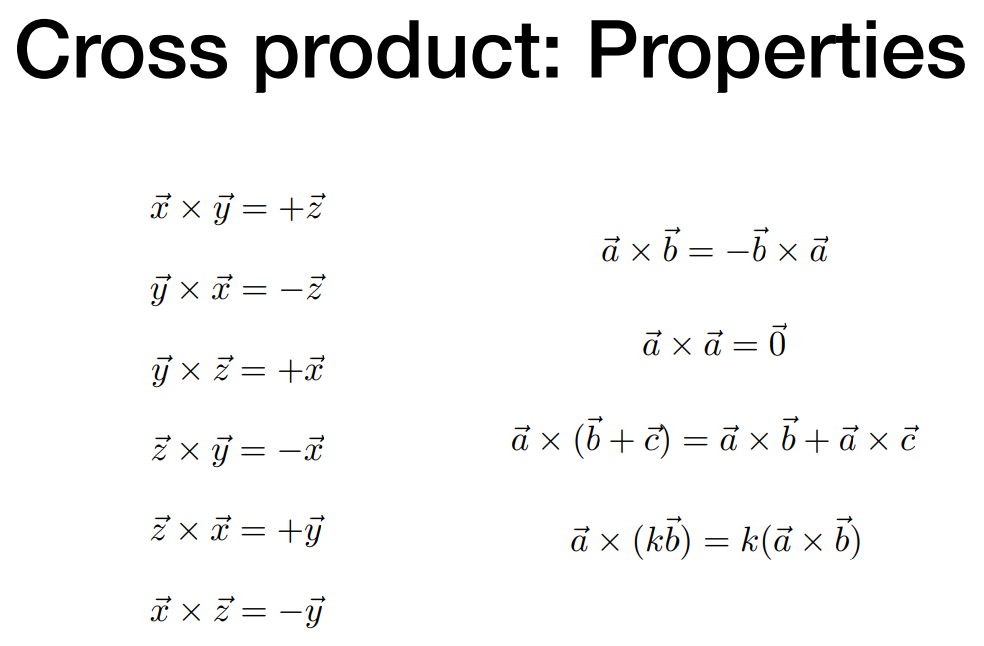 Cross product: Properties
$\vec{x} \times \vec{y} = +\vec{z}$
$\vec{y} \times \vec{x} = -\vec{z}$
$\vec{y} \times \vec{z} = +\vec{x}$
$\vec{z} \times \vec{y} = -\vec{x}$
$\vec{z} \times \vec{x} = +\vec{y}$
$\vec{x} \times \vec{z} = -\vec{y}$
$\vec{a} \times \vec{b} = -\vec{b} \times \vec{a}$
$\vec{a} \times \vec{a} = \vec{0}$
$\vec{a} \times (\vec{b} + \vec{c}) = \vec{a} \times \vec{b} + \vec{a} \times \vec{c}$
$\vec{a} \times (k\vec{b}) = k(\vec{a} \times \vec{b})$